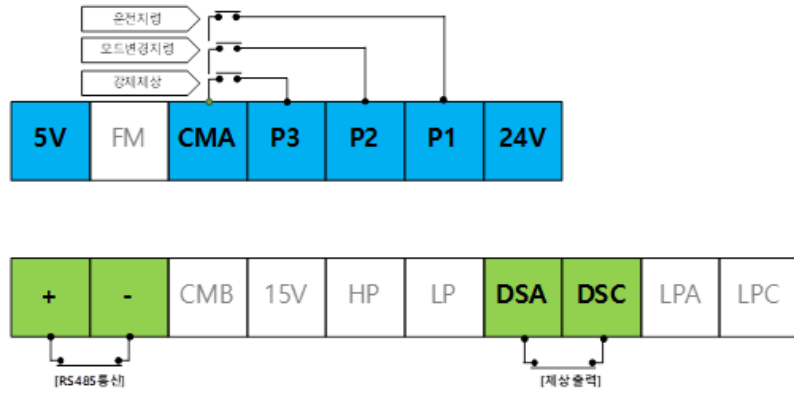 운전지령
모드변경지령
강제제상
5V FM CMA P3 P2 P1 24V
+ - CMB 15V HP LP DSA DSC LPA LPC
[RS485통신] [제상출력]